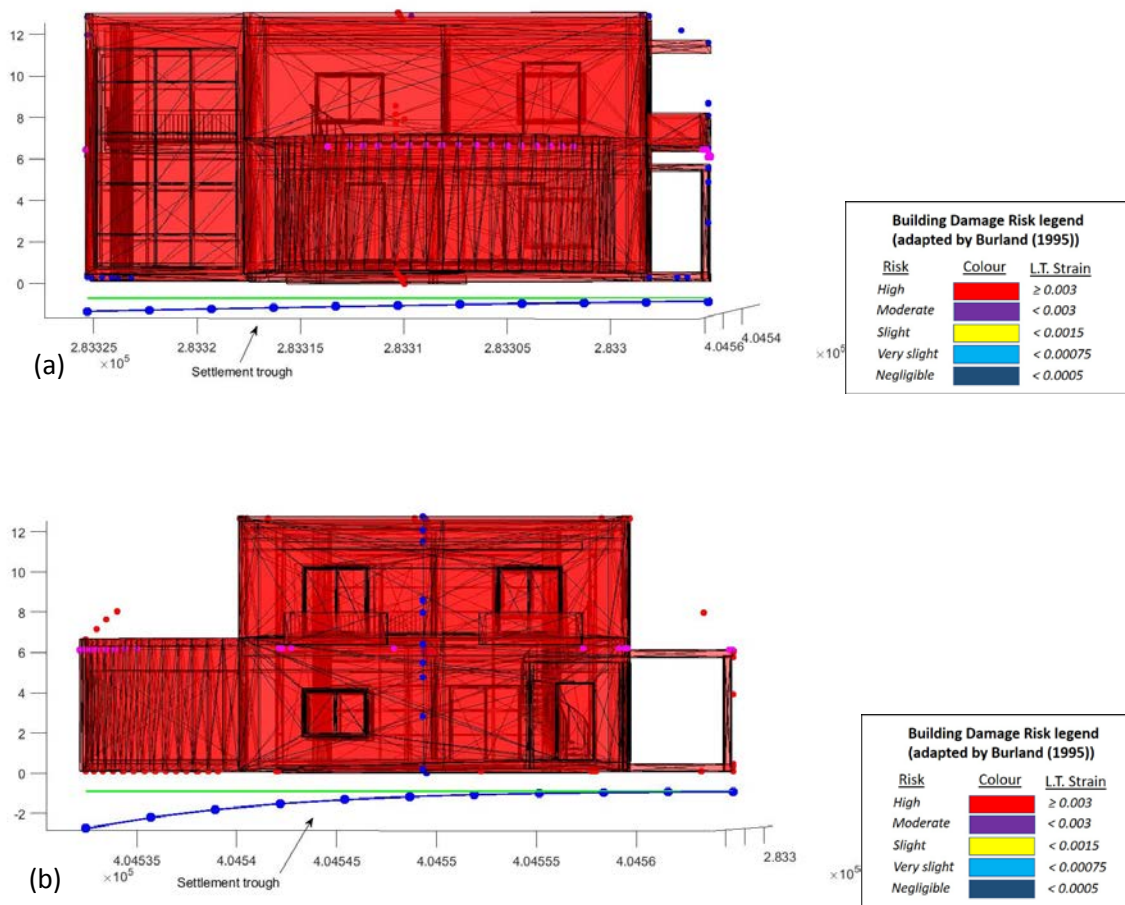 12
10
8
6
4
2
0
2.83325
2.8332
2.83315
2.8331
2.83305
2.833
4.0456
4.0454
×10⁵
×10⁵
Settlement trough
(a)
Building Damage Risk legend
(adapted by Burland (1995))
Risk Colour L.T. Strain
High ≥ 0.003
Moderate < 0.003
Slight < 0.0015
Very slight < 0.00075
Negligible < 0.0005
12
10
8
6
4
2
0
-2
4.04535
4.0454
4.04545
4.0455
4.04555
4.0456
2.833
×10⁵
×10⁵
Settlement trough
(b)
Building Damage Risk legend
(adapted by Burland (1995))
Risk Colour L.T. Strain
High ≥ 0.003
Moderate < 0.003
Slight < 0.0015
Very slight < 0.00075
Negligible < 0.0005